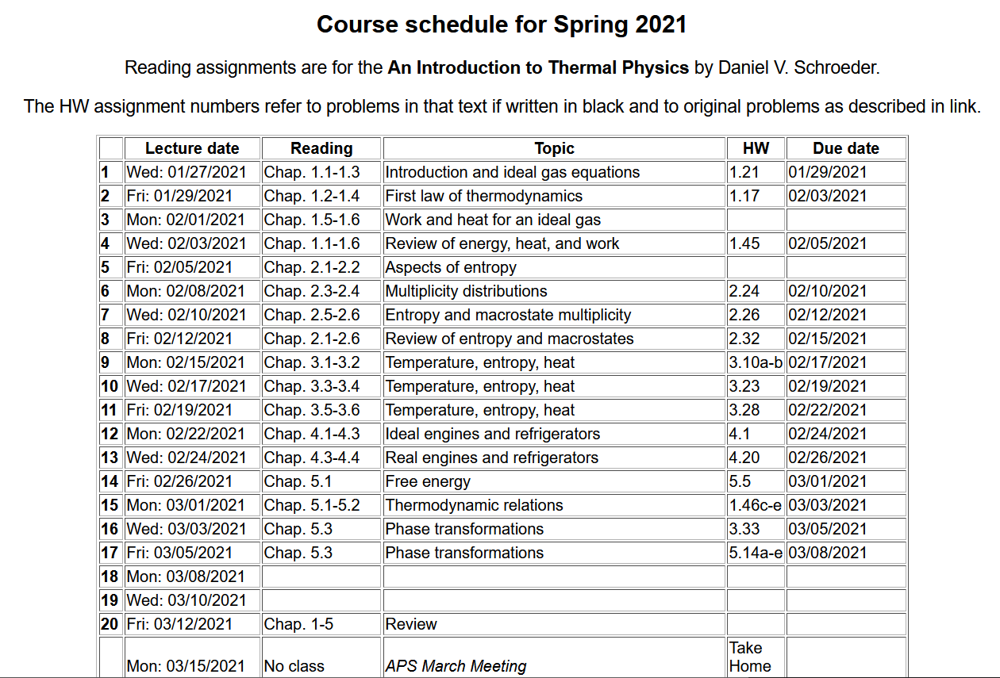 Course schedule for Spring 2021
Reading assignments are for the An Introduction to Thermal Physics by Daniel V. Schroeder.
The HW assignment numbers refer to problems in that text if written in black and to original problems as described in link.
Lecture date Reading Topic HW Due date
1 Wed: 01/27/2021 Chap. 1.1-1.3 Introduction and ideal gas equations 1.21 01/29/2021
2 Fri: 01/29/2021 Chap. 1.2-1.4 First law of thermodynamics 1.17 02/03/2021
3 Mon: 02/01/2021 Chap. 1.5-1.6 Work and heat for an ideal gas
4 Wed: 02/03/2021 Chap. 1.1-1.6 Review of energy, heat, and work 1.45 02/05/2021
5 Fri: 02/05/2021 Chap. 2.1-2.2 Aspects of entropy
6 Mon: 02/08/2021 Chap. 2.3-2.4 Multiplicity distributions 2.24 02/10/2021
7 Wed: 02/10/2021 Chap. 2.5-2.6 Entropy and macrostate multiplicity 2.26 02/12/2021
8 Fri: 02/12/2021 Chap. 2.1-2.6 Review of entropy and macrostates 2.32 02/15/2021
9 Mon: 02/15/2021 Chap. 3.1-3.2 Temperature, entropy, heat 3.10a-b 02/17/2021
10 Wed: 02/17/2021 Chap. 3.3-3.4 Temperature, entropy, heat 3.23 02/19/2021
11 Fri: 02/19/2021 Chap. 3.5-3.6 Temperature, entropy, heat 3.28 02/22/2021
12 Mon: 02/22/2021 Chap. 4.1-4.3 Ideal engines and refrigerators 4.1 02/24/2021
13 Wed: 02/24/2021 Chap. 4.3-4.4 Real engines and refrigerators 4.20 02/26/2021
14 Fri: 02/26/2021 Chap. 5.1 Free energy 5.5 03/01/2021
15 Mon: 03/01/2021 Chap. 5.1-5.2 Thermodynamic relations 1.46c-e 03/03/2021
16 Wed: 03/03/2021 Chap. 5.3 Phase transformations 3.33 03/05/2021
17 Fri: 03/05/2021 Chap. 5.3 Phase transformations 5.14a-e 03/08/2021
18 Mon: 03/08/2021
19 Wed: 03/10/2021
20 Fri: 03/12/2021 Chap. 1-5 Review
Take
Mon: 03/15/2021 No class APS March Meeting Home